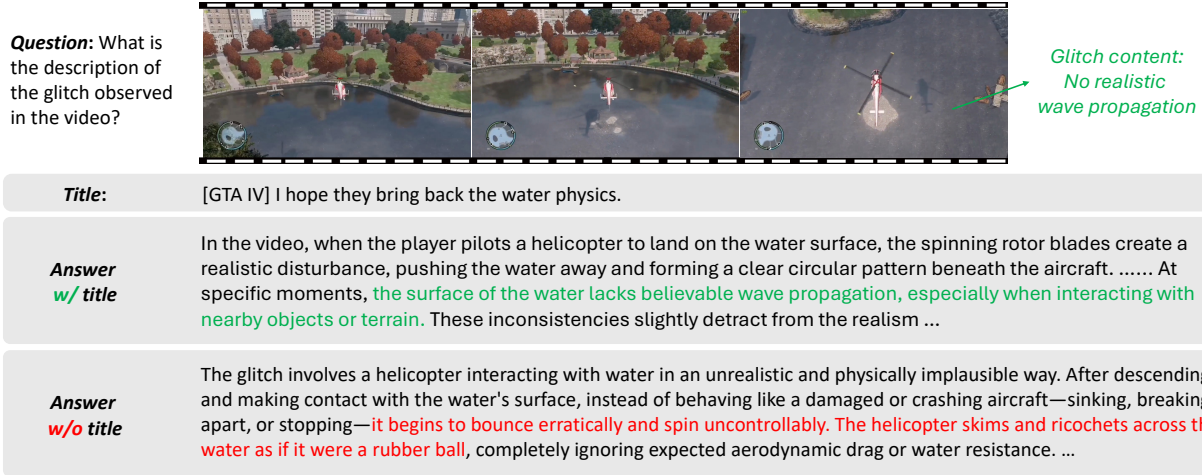 Question: What is
the description of
the glitch observed
in the video?
Glitch content:
No realistic
wave propagation
Title:
[GTA IV] I hope they bring back the water physics.
Answer
w/ title
In the video, when the player pilots a helicopter to land on the water surface, the spinning rotor blades create a
realistic disturbance, pushing the water away and forming a clear circular pattern beneath the aircraft. ...... At
specific moments, the surface of the water lacks believable wave propagation, especially when interacting with
nearby objects or terrain. These inconsistencies slightly detract from the realism ...
Answer
w/o title
The glitch involves a helicopter interacting with water in an unrealistic and physically implausible way. After descending
and making contact with the water's surface, instead of behaving like a damaged or crashing aircraft—sinking, breaking
apart, or stopping—it begins to bounce erratically and spin uncontrollably. The helicopter skims and ricochets across th
water as if it were a rubber ball, completely ignoring expected aerodynamic drag or water resistance. ...